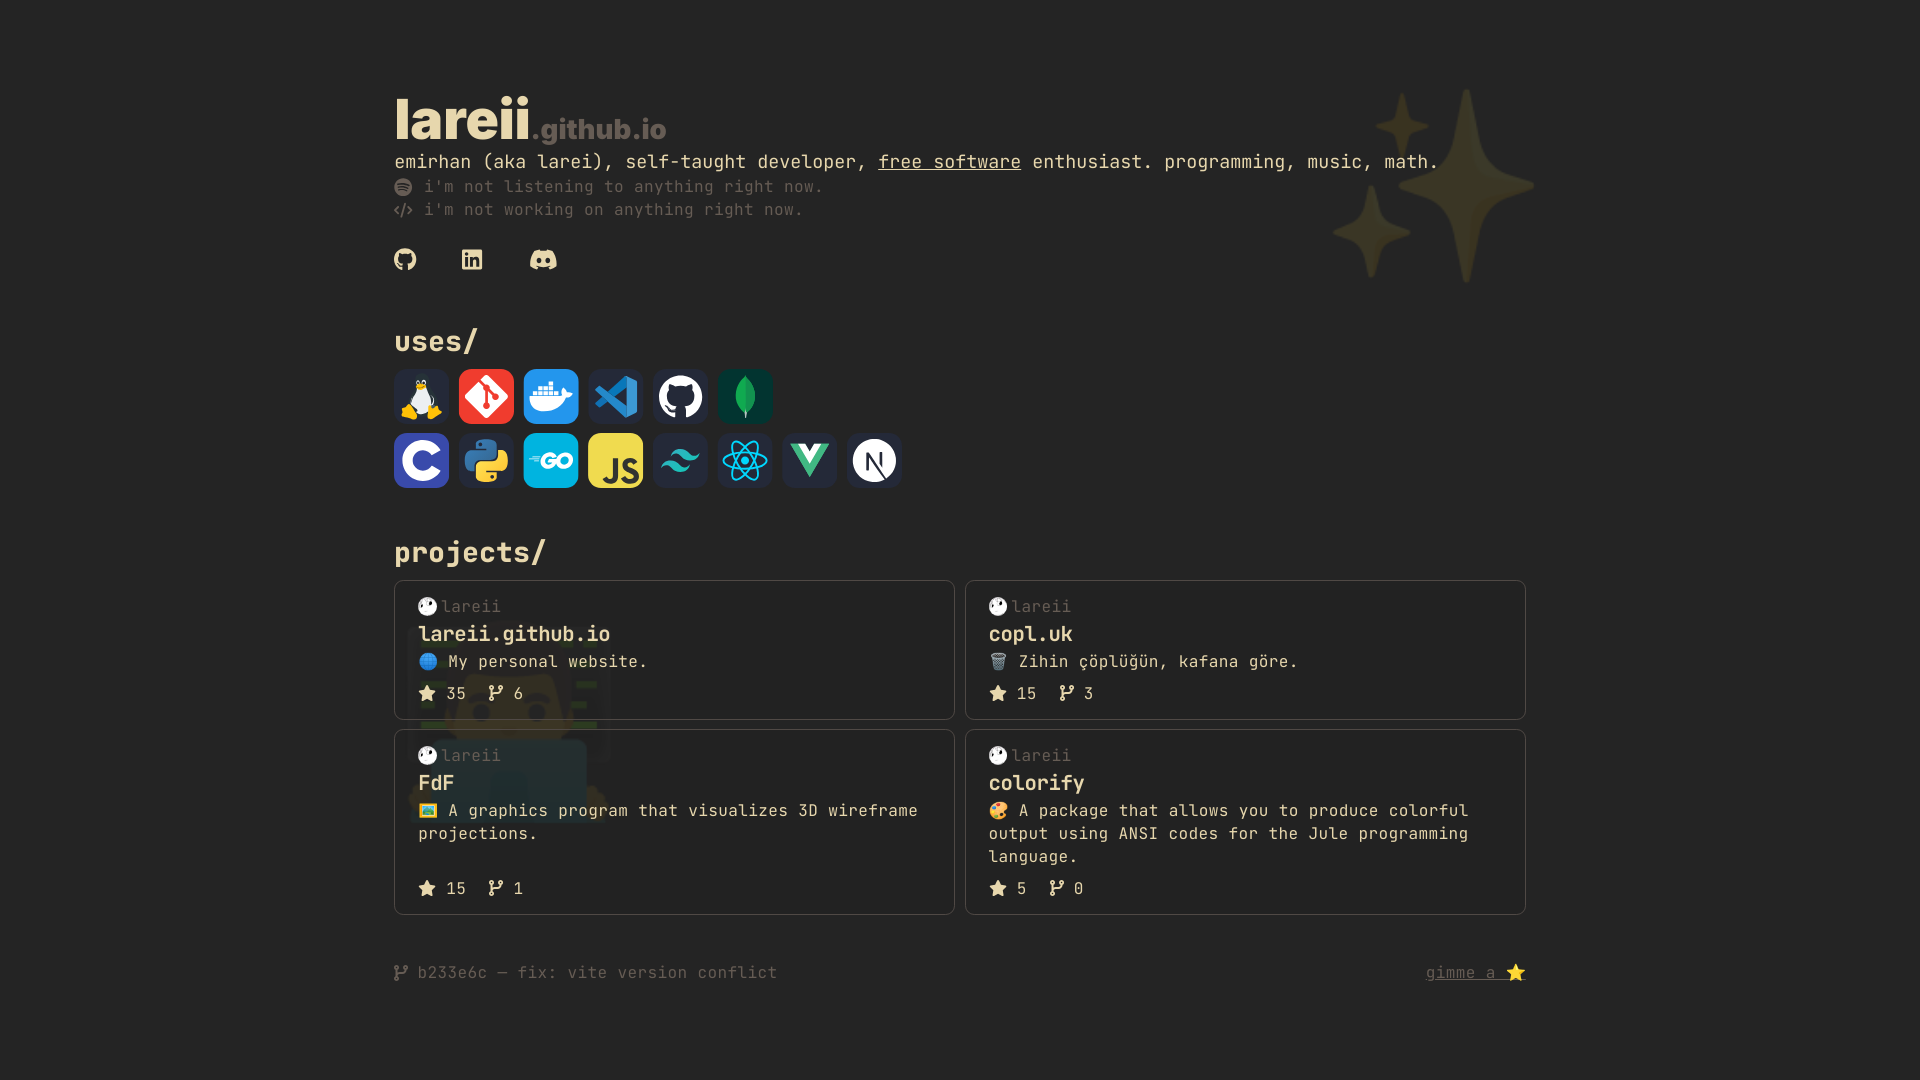 lareii.github.io
emirhan (aka larei), self-taught developer, free software enthusiast. programming, music, math.
i'm not listening to anything right now.
i'm not working on anything right now.
uses/
GO
JS
projects/
lareii
lareii.github.io
My personal website.
35 6
lareii
copl.uk
Zihin çöplüğün, kafana göre.
15 3
lareii
FdF
A graphics program that visualizes 3D wireframe
projections.
15 1
lareii
colorify
A package that allows you to produce colorful
output using ANSI codes for the Jule programming
language.
5 0
b233e6c — fix: vite version conflict
gimme a